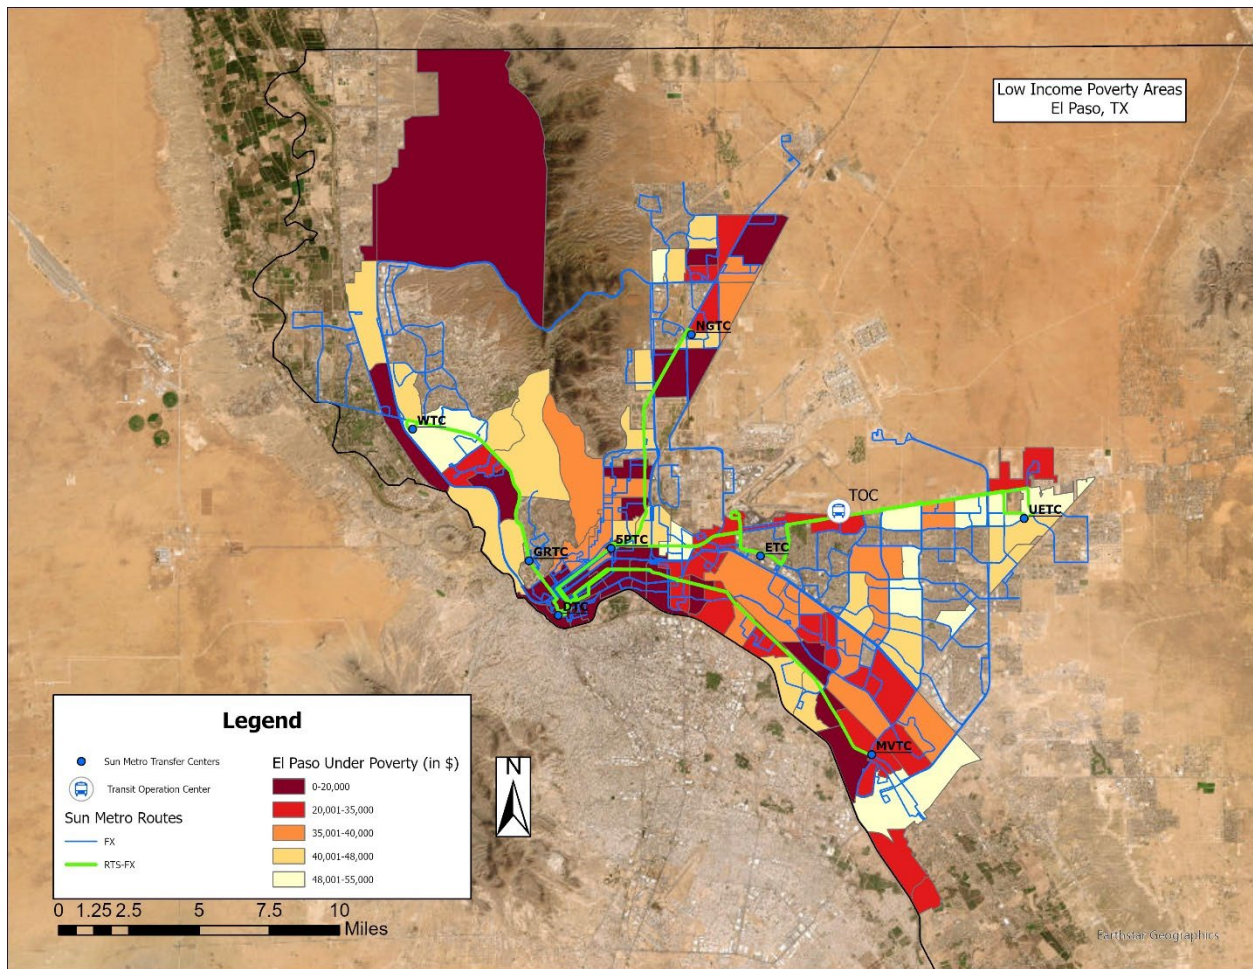 Low Income Poverty Areas
El Paso, TX
NGTC
WTC
TOC
UETC
5PTC
ETC
GRTC
DTC
MVTC
Legend
Sun Metro Transfer Centers
Transit Operation Center
Sun Metro Routes
FX
RTS-FX
El Paso Under Poverty (in $)
0-20,000
20,001-35,000
35,001-40,000
40,001-48,000
48,001-55,000
N
0 1.25 2.5 5 7.5 10
Miles
Earthstar Geographics